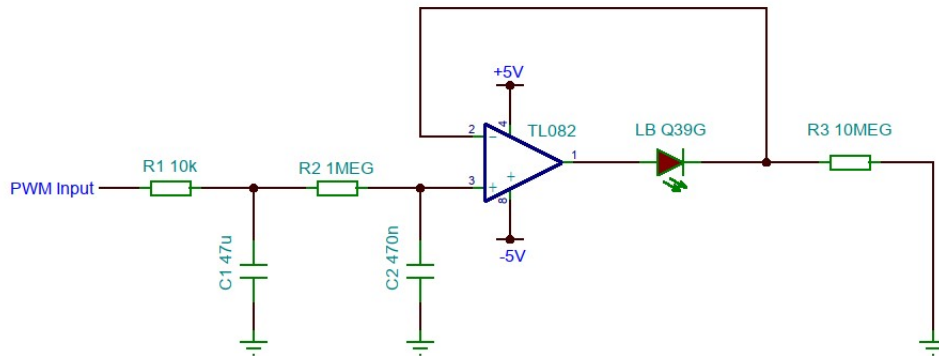 +5V
4
2
−
TL082
LB Q39G
R3 10MEG
1
R1 10k
R2 1MEG
PWM Input
3
+
+
8
C1 47u
C2 470n
-5V